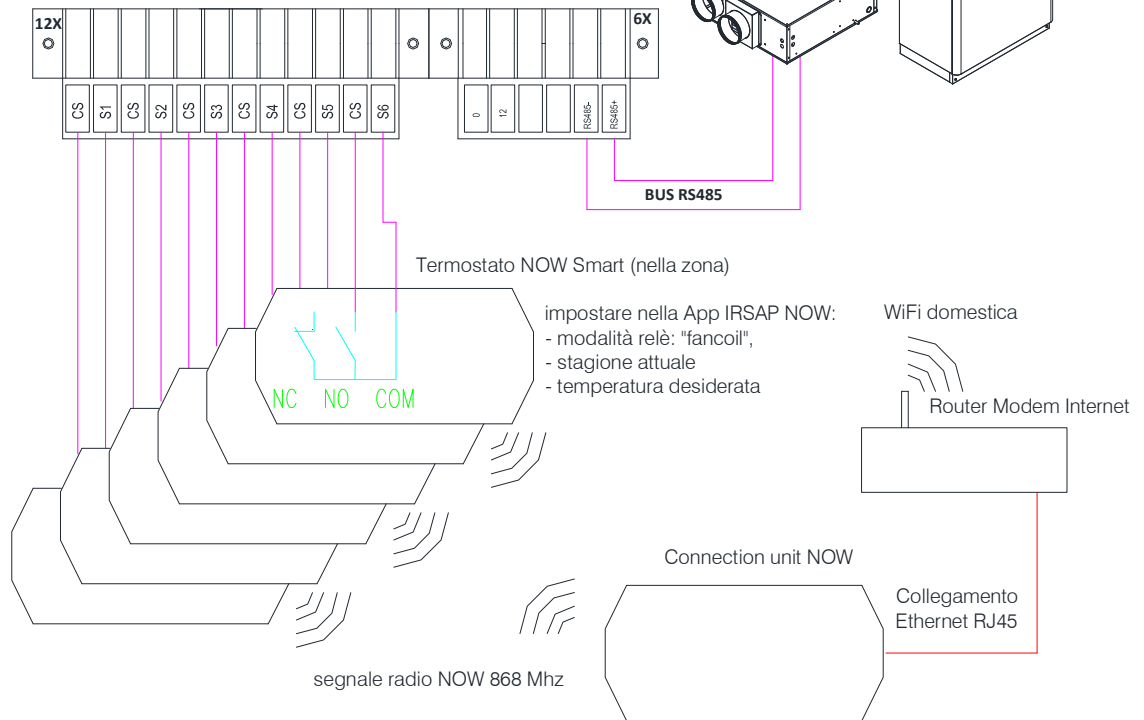 12X
6X
CS
S1
CS
S2
CS
S3
CS
S4
CS
S5
CS
S6
0
12
RS485-
RS485+
BUS RS485
Termostato NOW Smart (nella zona)
impostare nella App IRSAP NOW:
- modalità relè: "fancoil",
- stagione attuale
- temperatura desiderata
WiFi domestica
NC
NO
COM
Router Modem Internet
Connection unit NOW
Collegamento
Ethernet RJ45
segnale radio NOW 868 Mhz